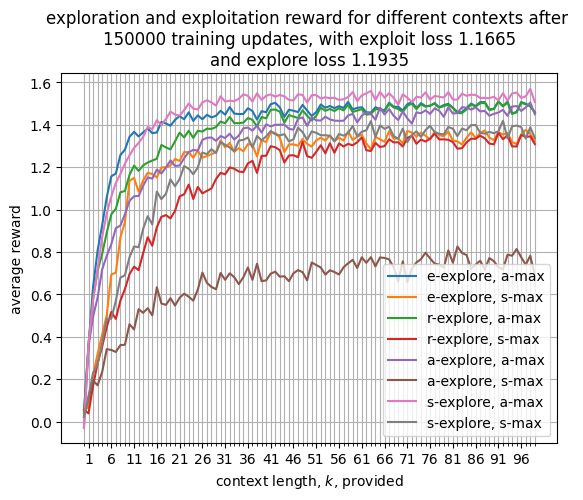 exploration and exploitation reward for different contexts after
150000 training updates, with exploit loss 1.1665
and explore loss 1.1935
1.6
1.4
1.2
1.0
0.8
0.6
0.4
0.2
0.0
average reward
e-explore, a-max
e-explore, s-max
r-explore, a-max
r-explore, s-max
a-explore, a-max
a-explore, s-max
s-explore, a-max
s-explore, s-max
1 6 11 16 21 26 31 36 41 46 51 56 61 66 71 76 81 86 91 96
context length, k, provided